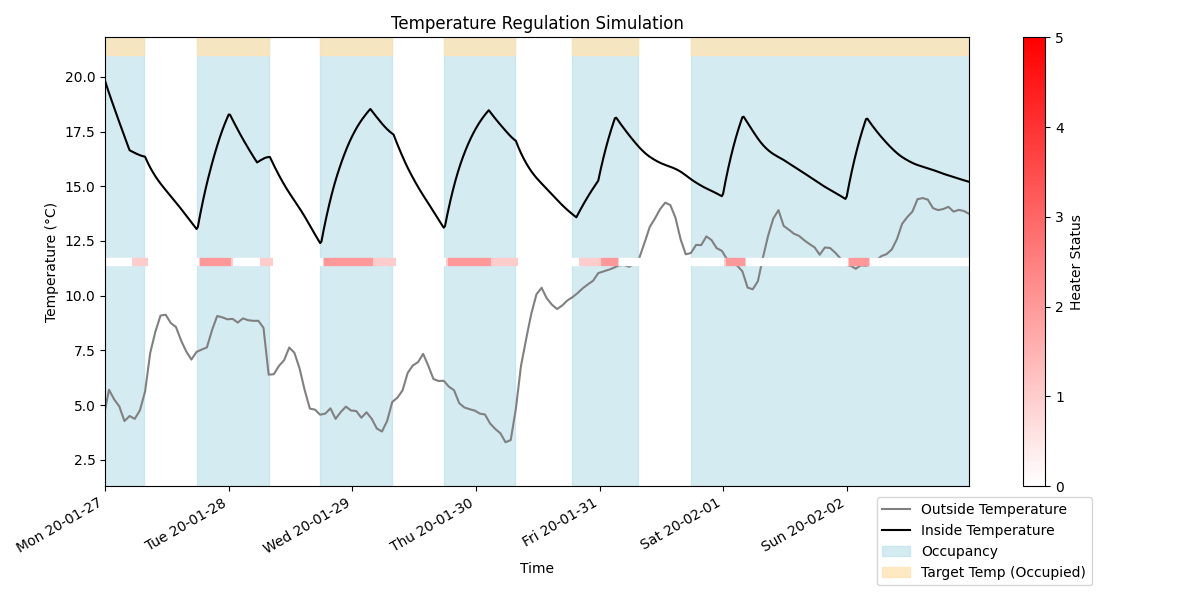 Temperature Regulation Simulation
Temperature (°C)
20.0
17.5
15.0
12.5
10.0
7.5
5.0
2.5
Mon 20-01-27
Tue 20-01-28
Wed 20-01-29
Thu 20-01-30
Fri 20-01-31
Sat 20-02-01
Sun 20-02-02
Time
5
4
3
2
1
0
Heater Status
Outside Temperature
Inside Temperature
Occupancy
Target Temp (Occupied)